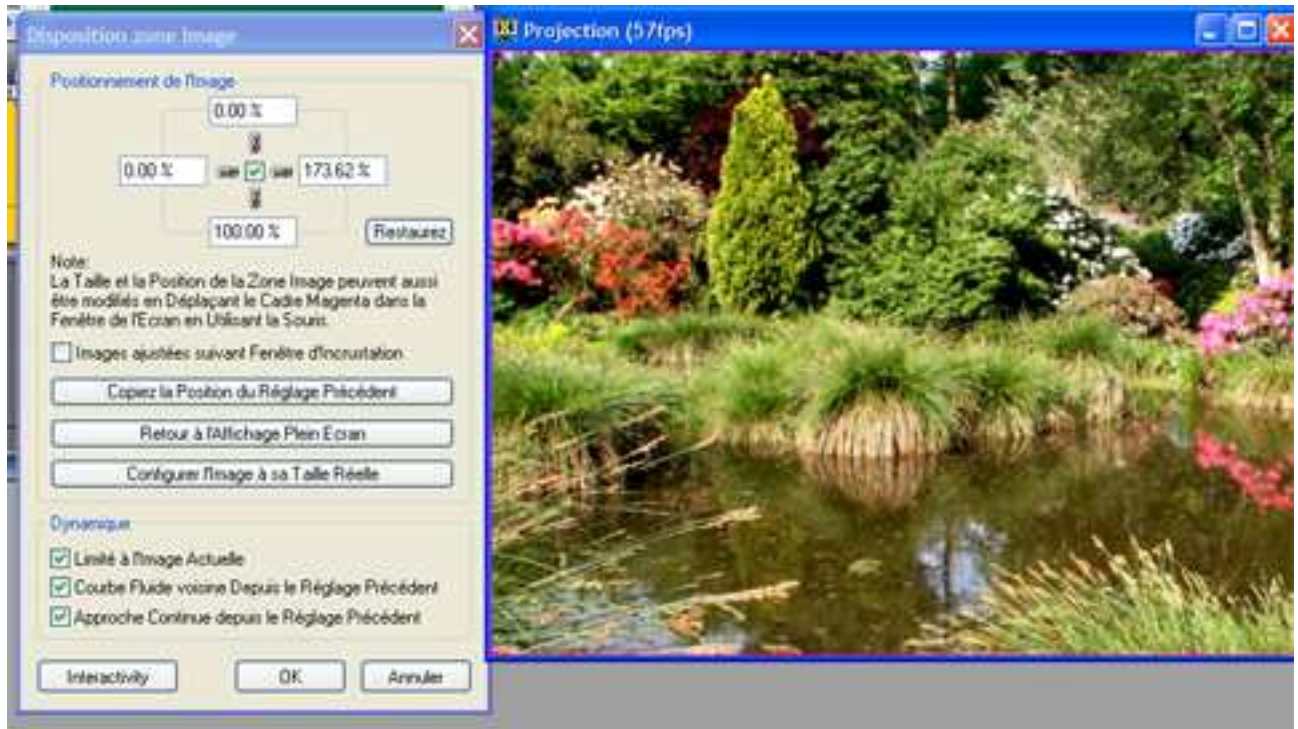 Disposition zone Image
Projection (57fps)
Positionnement de l'Image
0.00 %
0.00 %
173.62 %
100.00 %
Restaurez
Note:
La Taille et la Position de la Zone Image peuvent aussi
être modifiés en Déplaçant le Cadre Magenta dans la
Fenêtre de l'Ecran en Utilisant la Souris.
Images ajustées suivant Fenêtre d'Incrustation
Copiez la Position du Réglage Précédent
Retour à l'Affichage Plein Ecran
Configurer l'Image à sa Taille Réelle
Dynamique
Limité à l'Image Actuelle
Courbe Fluide voisine Depuis le Réglage Précédent
Approche Continue depuis le Réglage Précédent
Interactivity
OK
Annuler